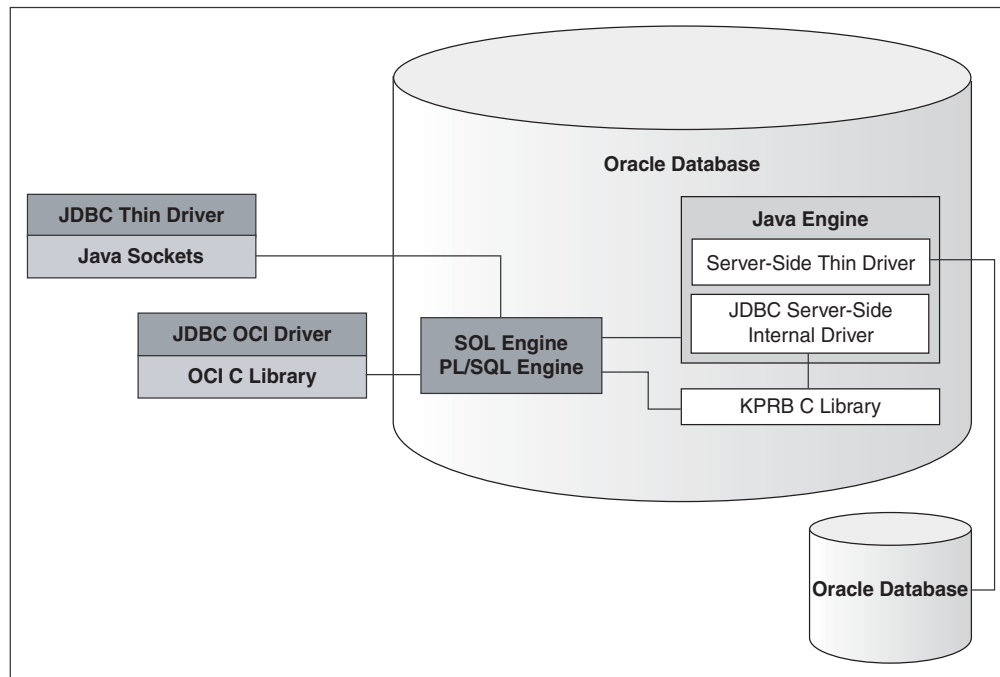 Oracle Database
JDBC Thin Driver
Java Sockets
JDBC OCI Driver
OCI C Library
SOL Engine
PL/SQL Engine
Java Engine
Server-Side Thin Driver
JDBC Server-Side
Internal Driver
KPRB C Library
Oracle Database